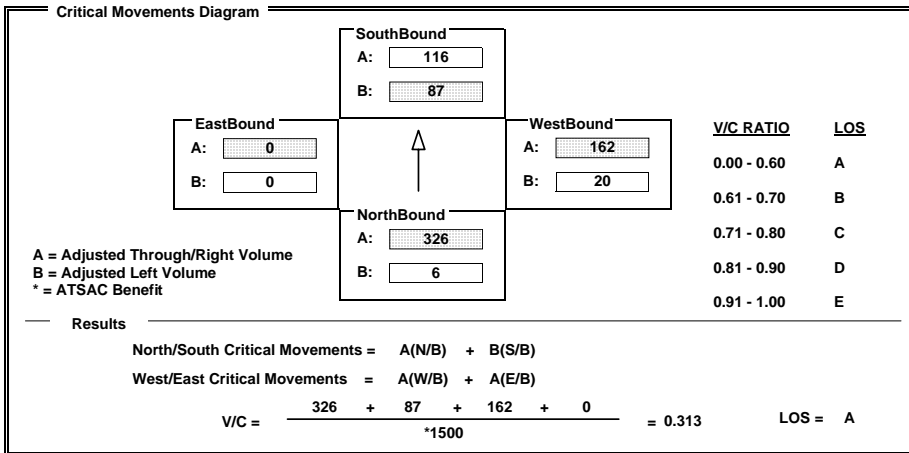 Critical Movements Diagram
SouthBound
A: 116
B: 87
EastBound
A: 0
B: 0
WestBound
A: 162
B: 20
NorthBound
A: 326
B: 6
V/C RATIO LOS
0.00 - 0.60 A
0.61 - 0.70 B
0.71 - 0.80 C
0.81 - 0.90 D
0.91 - 1.00 E
A = Adjusted Through/Right Volume
B = Adjusted Left Volume
* = ATSAC Benefit
Results
North/South Critical Movements = A(N/B) + B(S/B)
West/East Critical Movements = A(W/B) + A(E/B)
V/C = 326 + 87 + 162 + 0 = 0.313 LOS = A
*1500